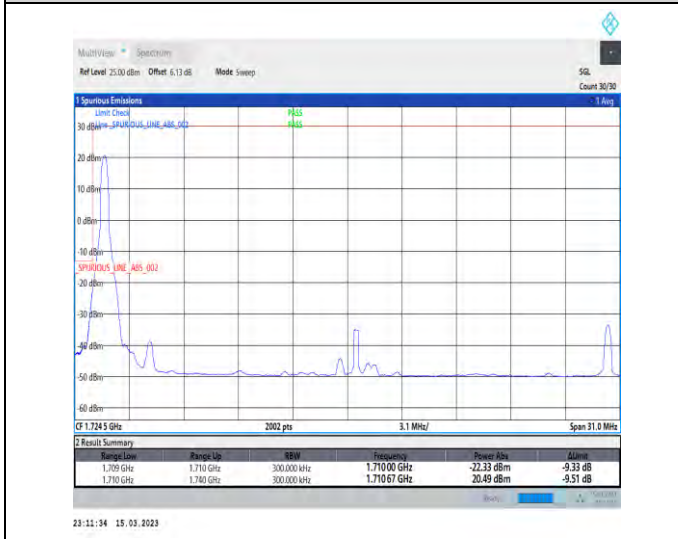 MultiView Spectrum
Ref Level 25.00 dBm Offset 6.13 dB Mode Sweep SGL
Count 30/30
1 Spurious Emissions 1 Avg
Limit Check PASS
30 dBm Line _SPURIOUS_LINE_ABS_002 PASS
20 dBm
10 dBm
0 dBm
-10 dBm
_SPURIOUS_LINE_ABS_002
-20 dBm
-30 dBm
-40 dBm
-50 dBm
-60 dBm
CF 1.724 5 GHz 2002 pts 3.1 MHz/ Span 31.0 MHz
2 Result Summary
Range Low Range Up RBW Frequency Power Abs ΔLimit
1.709 GHz 1.710 GHz 300.000 kHz 1.71000 GHz -22.33 dBm -9.33 dB
1.710 GHz 1.740 GHz 300.000 kHz 1.71067 GHz 20.49 dBm -9.51 dB
23:11:34 15.03.2023